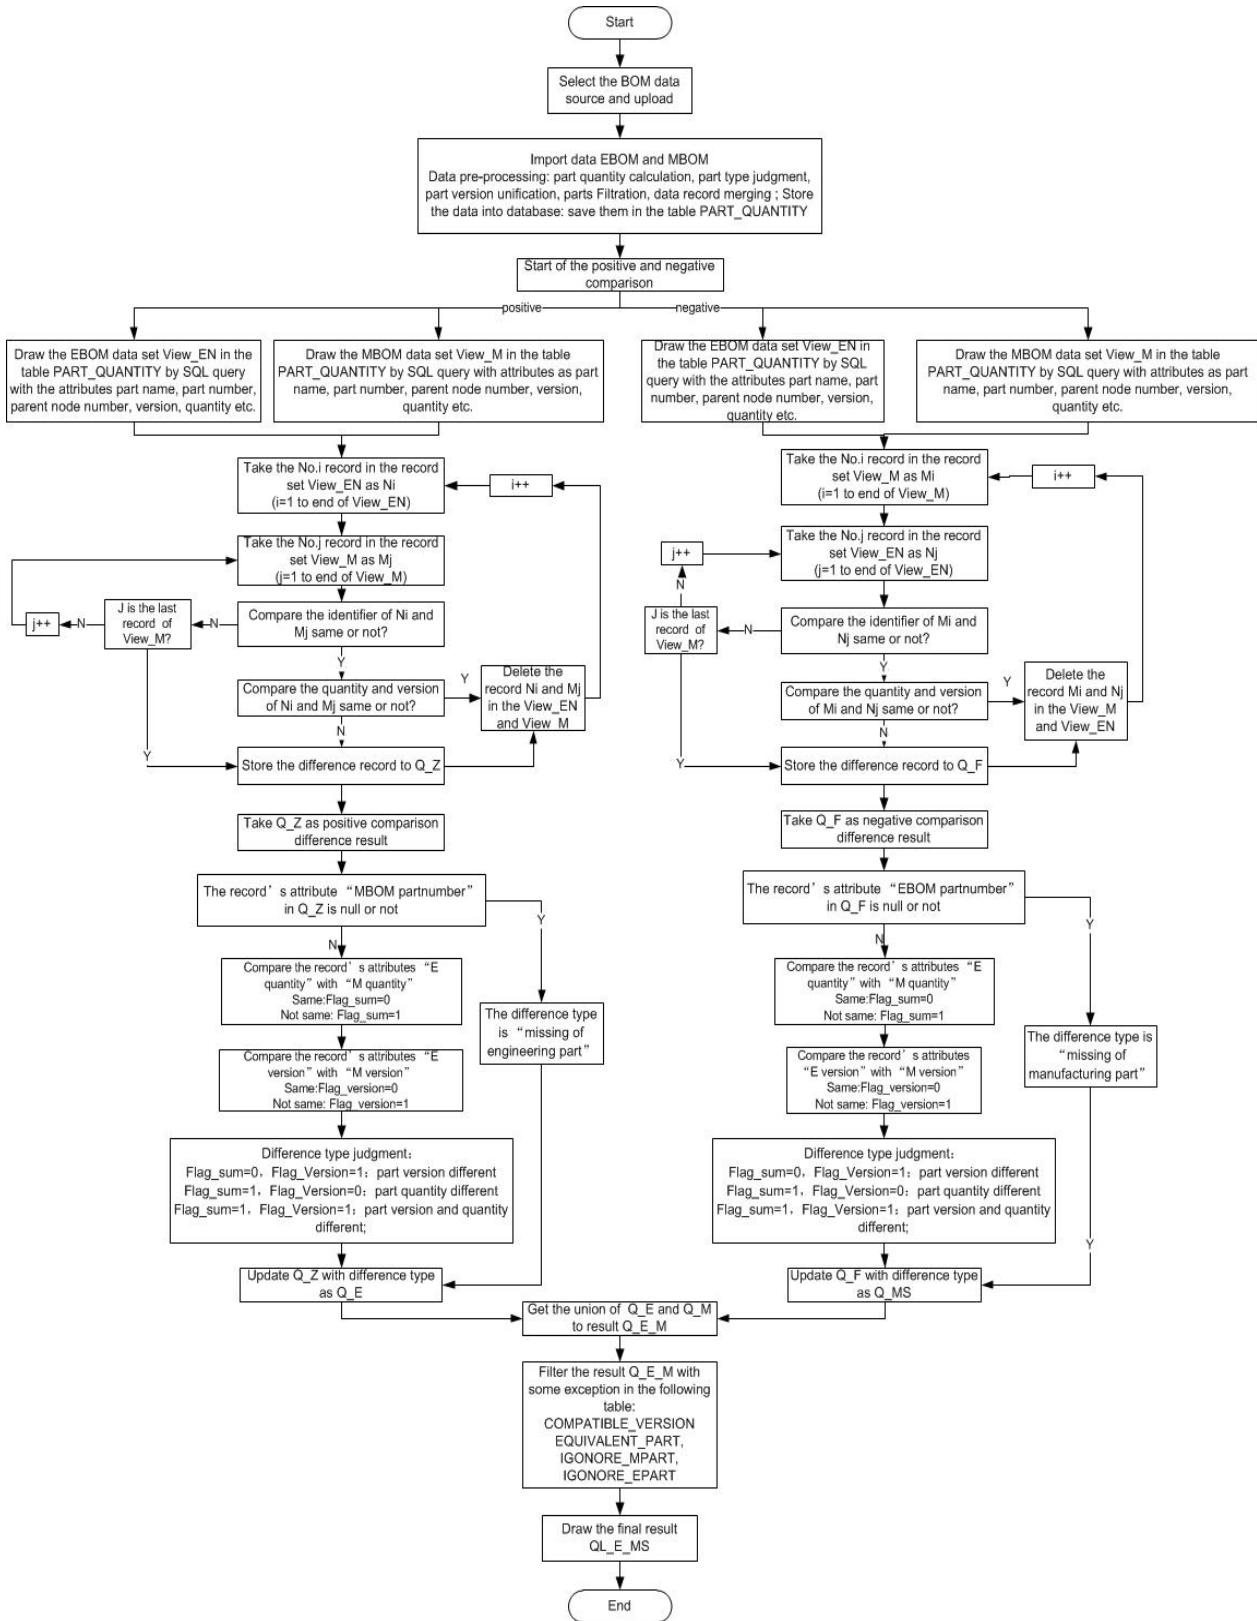 Start
Select the BOM data
source and upload
Import data EBOM and MBOM
Data pre-processing: part quantity calculation, part type judgment,
part version unification, parts Filtration, data record merging ; Store
the data into database: save them in the table PART_QUANTITY
Start of the positive and negative
comparison
positive
negative
Draw the EBOM data set View_EN in the
table PART_QUANTITY by SQL query
with the attributes part name, part number,
parent node number, version, quantity etc.
Draw the MBOM data set View_M in the table
PART_QUANTITY by SQL query with attributes as part
name, part number, parent node number, version,
quantity etc.
Draw the EBOM data set View_EN in
the table PART_QUANTITY by SQL
query with the attributes part name, part
number, parent node number, version,
quantity etc.
Draw the MBOM data set View_M in the table
PART_QUANTITY by SQL query with attributes as part
name, part number, parent node number, version,
quantity etc.
Take the No.i record in the record
set View_EN as Ni
(i=1 to end of View_EN)
i++
Take the No.j record in the record
set View_M as Mj
(j=1 to end of View_M)
j++
N
J is the last
record of
View_M?
N
Compare the identifier of Ni and
Mj same or not?
Y
Compare the quantity and version
of Ni and Mj same or not?
Y
Delete the
record Ni and Mj
in the View_EN
and View_M
N
Y
Store the difference record to Q_Z
Take Q_Z as positive comparison
difference result
The record's attribute “MBOM partnumber”
in Q_Z is null or not
Y
N
Compare the record's attributes “E
quantity” with “M quantity”
Same:Flag_sum=0
Not same: Flag_sum=1
The difference type
is “missing of
engineering part”
Compare the record's attributes “E
version” with “M version”
Same:Flag_version=0
Not same: Flag_version=1
Difference type judgment:
Flag_sum=0, Flag_Version=1: part version different
Flag_sum=1, Flag_Version=0: part quantity different
Flag_sum=1, Flag_Version=1: part version and quantity
different;
Update Q_Z with difference type
as Q_E
Take the No.i record in the record
set View_M as Mi
(i=1 to end of View_M)
i++
Take the No.j record in the record
set View_EN as Nj
(j=1 to end of View_EN)
j++
N
J is the last
record of
View_M?
N
Compare the identifier of Mi and
Nj same or not?
Y
Compare the quantity and version
of Mi and Nj same or not?
Y
Delete the
record Mi and Nj
in the View_M
and View_EN
N
Y
Store the difference record to Q_F
Take Q_F as negative comparison
difference result
The record's attribute “EBOM partnumber”
in Q_F is null or not
Y
N
Compare the record's attributes “E
quantity” with “M quantity”
Same:Flag_sum=0
Not same: Flag_sum=1
The difference type is
“missing of
manufacturing part”
Compare the record's attributes
“E version” with “M version”
Same:Flag_version=0
Not same: Flag_version=1
Difference type judgment:
Flag_sum=0, Flag_Version=1: part version different
Flag_sum=1, Flag_Version=0: part quantity different
Flag_sum=1, Flag_Version=1: part version and quantity
different;
Y
Update Q_F with difference type
as Q_MS
Get the union of Q_E and Q_M
to result Q_E_M
Filter the result Q_E_M with
some exception in the following
table:
COMPATIBLE_VERSION
EQUIVALENT_PART,
IGONORE_MPART,
IGONORE_EPART
Draw the final result
QL_E_MS
End